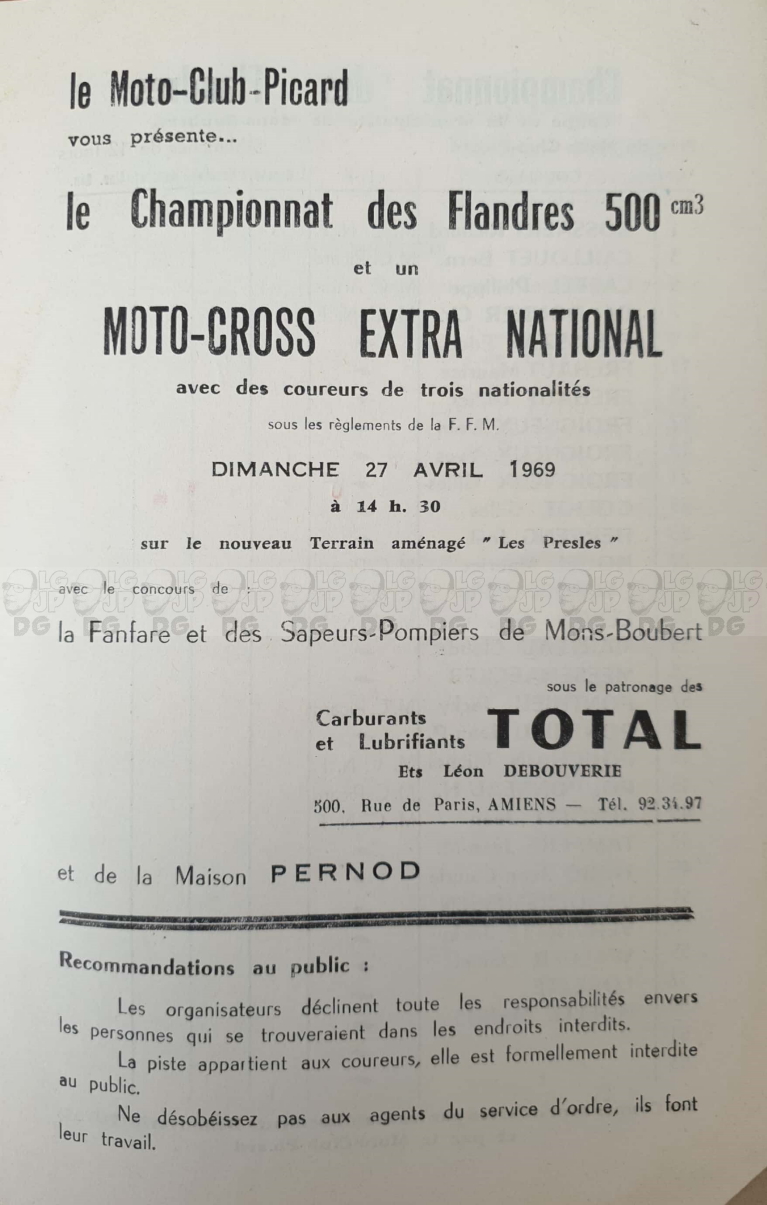 le Moto-Club-Picard
vous présente...
le Championnat des Flandres 500 cm3
et un
MOTO-CROSS EXTRA NATIONAL
avec des coureurs de trois nationalités
sous les règlements de la F. F. M.
DIMANCHE 27 AVRIL 1969
à 14 h. 30
sur le nouveau Terrain aménagé " Les Presles "
avec le concours de :
la Fanfare et des Sapeurs-Pompiers de Mons-Boubert
sous le patronage des
Carburants
et Lubrifiants TOTAL
Ets Léon DEBOUVERIE
500, Rue de Paris, AMIENS — Tél. 92.34.97
et de la Maison PERNOD
Recommandations au public :
Les organisateurs déclinent toute les responsabilités envers
les personnes qui se trouveraient dans les endroits interdits.
La piste appartient aux coureurs, elle est formellement interdite
au public.
Ne désobéissez pas aux agents du service d'ordre, ils font
leur travail.